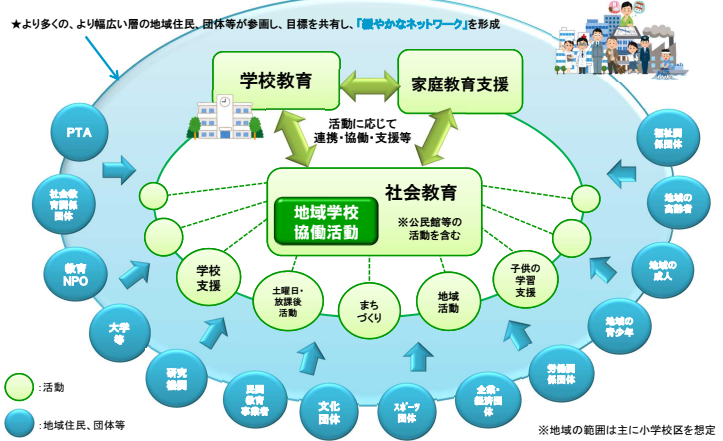 ★より多くの、より幅広い層の地域住民、団体等が参画し、目標を共有し、「緩やかなネットワーク」を形成
学校教育
家庭教育支援
活動に応じて
連携・協働・支援等
社会教育
※公民館等の
活動を含む
地域学校
協働活動
学校
支援
土曜日・
放課後
活動
まち
づくり
地域
活動
子供の
学習
支援
PTA
社会教
育関係
団体
教育
NPO
大学
等
研究
機関
民間
教育
事業者
文化
団体
スポーツ
団体
企業・
経済団
体
労働関
係団体
地域の
青少年
地域の
成人
地域の
高齢者
福祉関
係団体
:活動
:地域住民、団体等
※地域の範囲は主に小学校区を想定